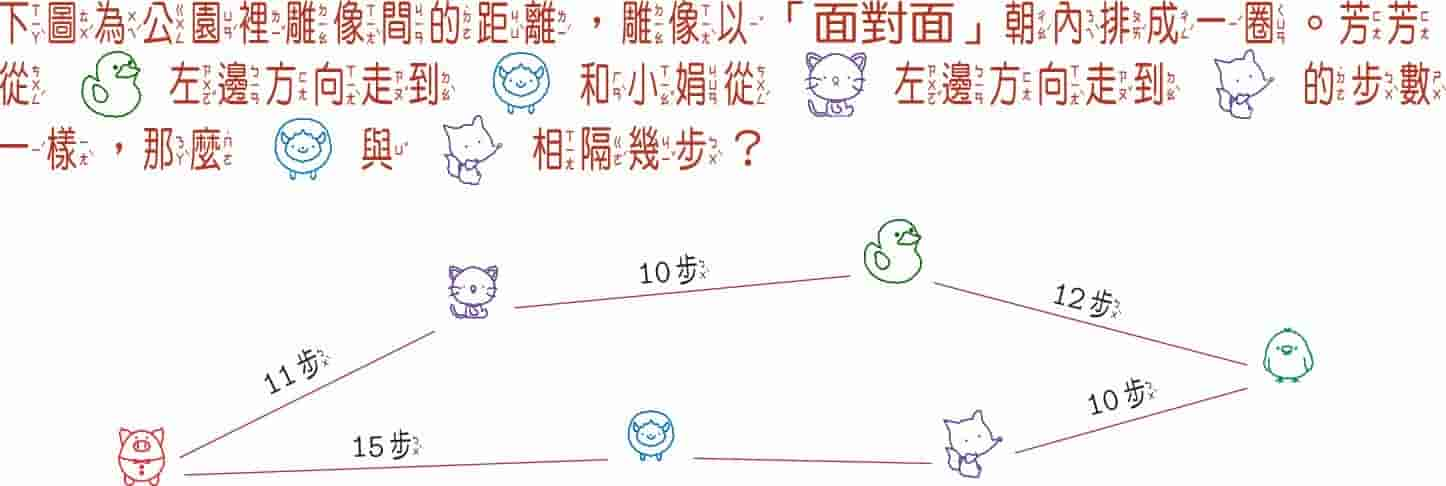 下圖為公園裡雕像間的距離，雕像以「面對面」朝內排成一圈。芳芳
從 左邊方向走到 和小娟從 左邊方向走到 的步數
一樣，那麼 與 相隔幾步？
10步
12步
11步
10步
15步